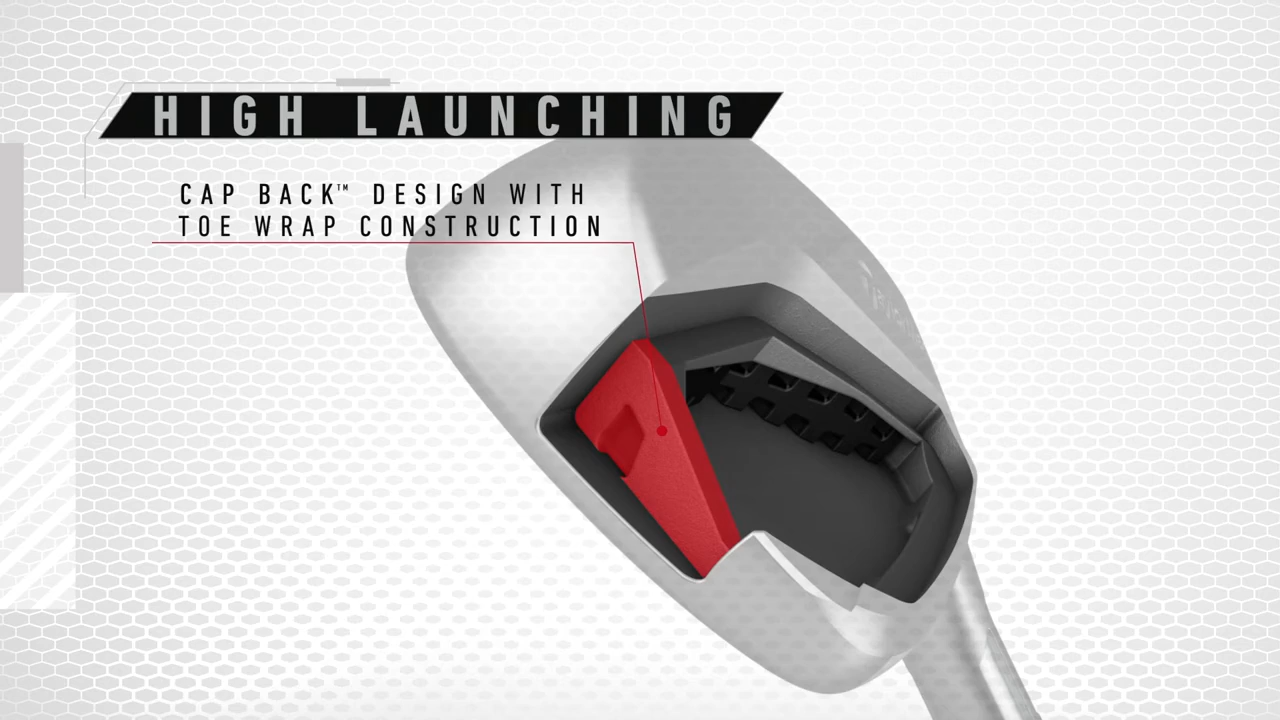 HIGH LAUNCHING
CAP BACK™ DESIGN WITH
TOE WRAP CONSTRUCTION